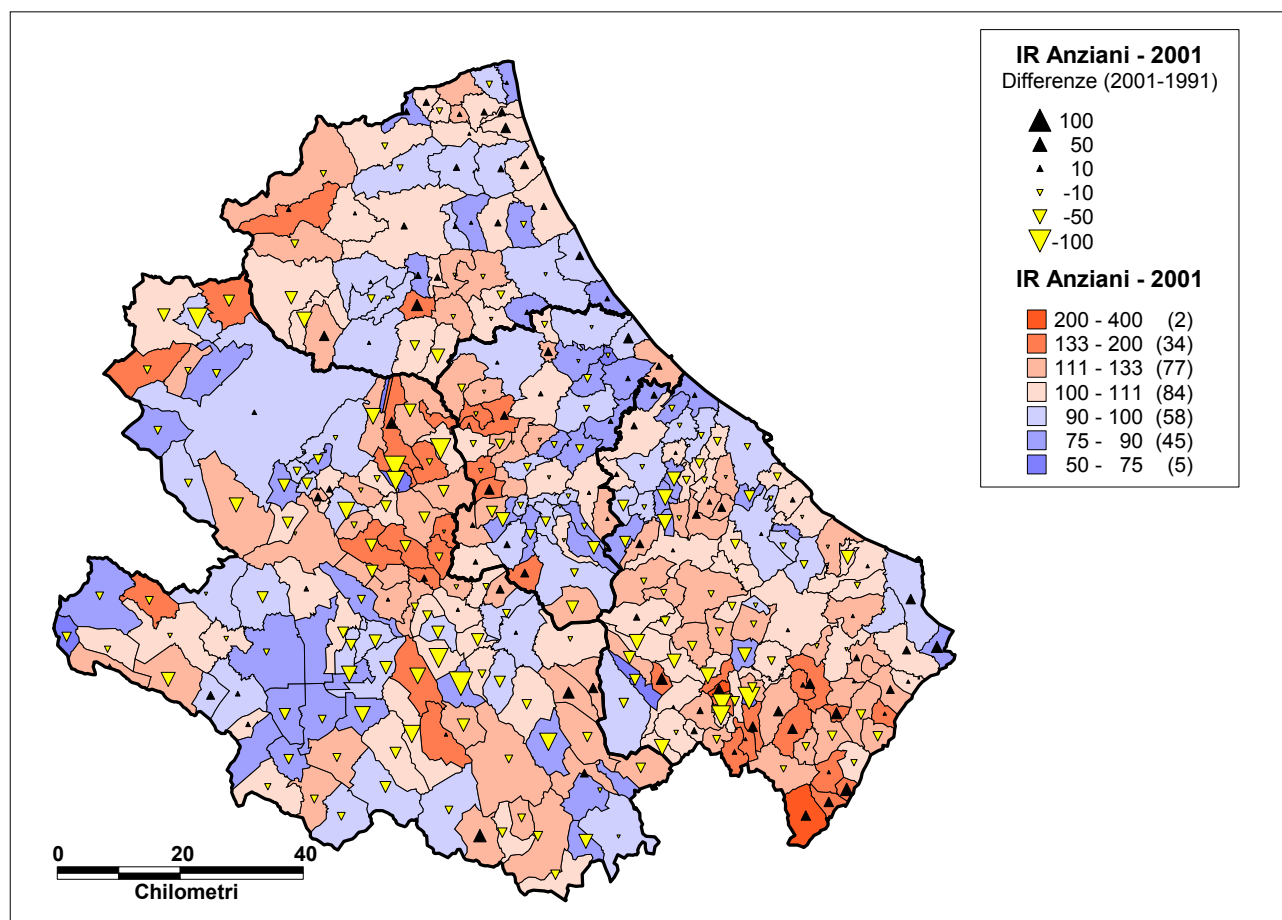 IR Anziani - 2001
Differenze (2001-1991)
100
50
10
-10
-50
-100
IR Anziani - 2001
200 - 400 (2)
133 - 200 (34)
111 - 133 (77)
100 - 111 (84)
90 - 100 (58)
75 - 90 (45)
50 - 75 (5)
0 20 40
Chilometri